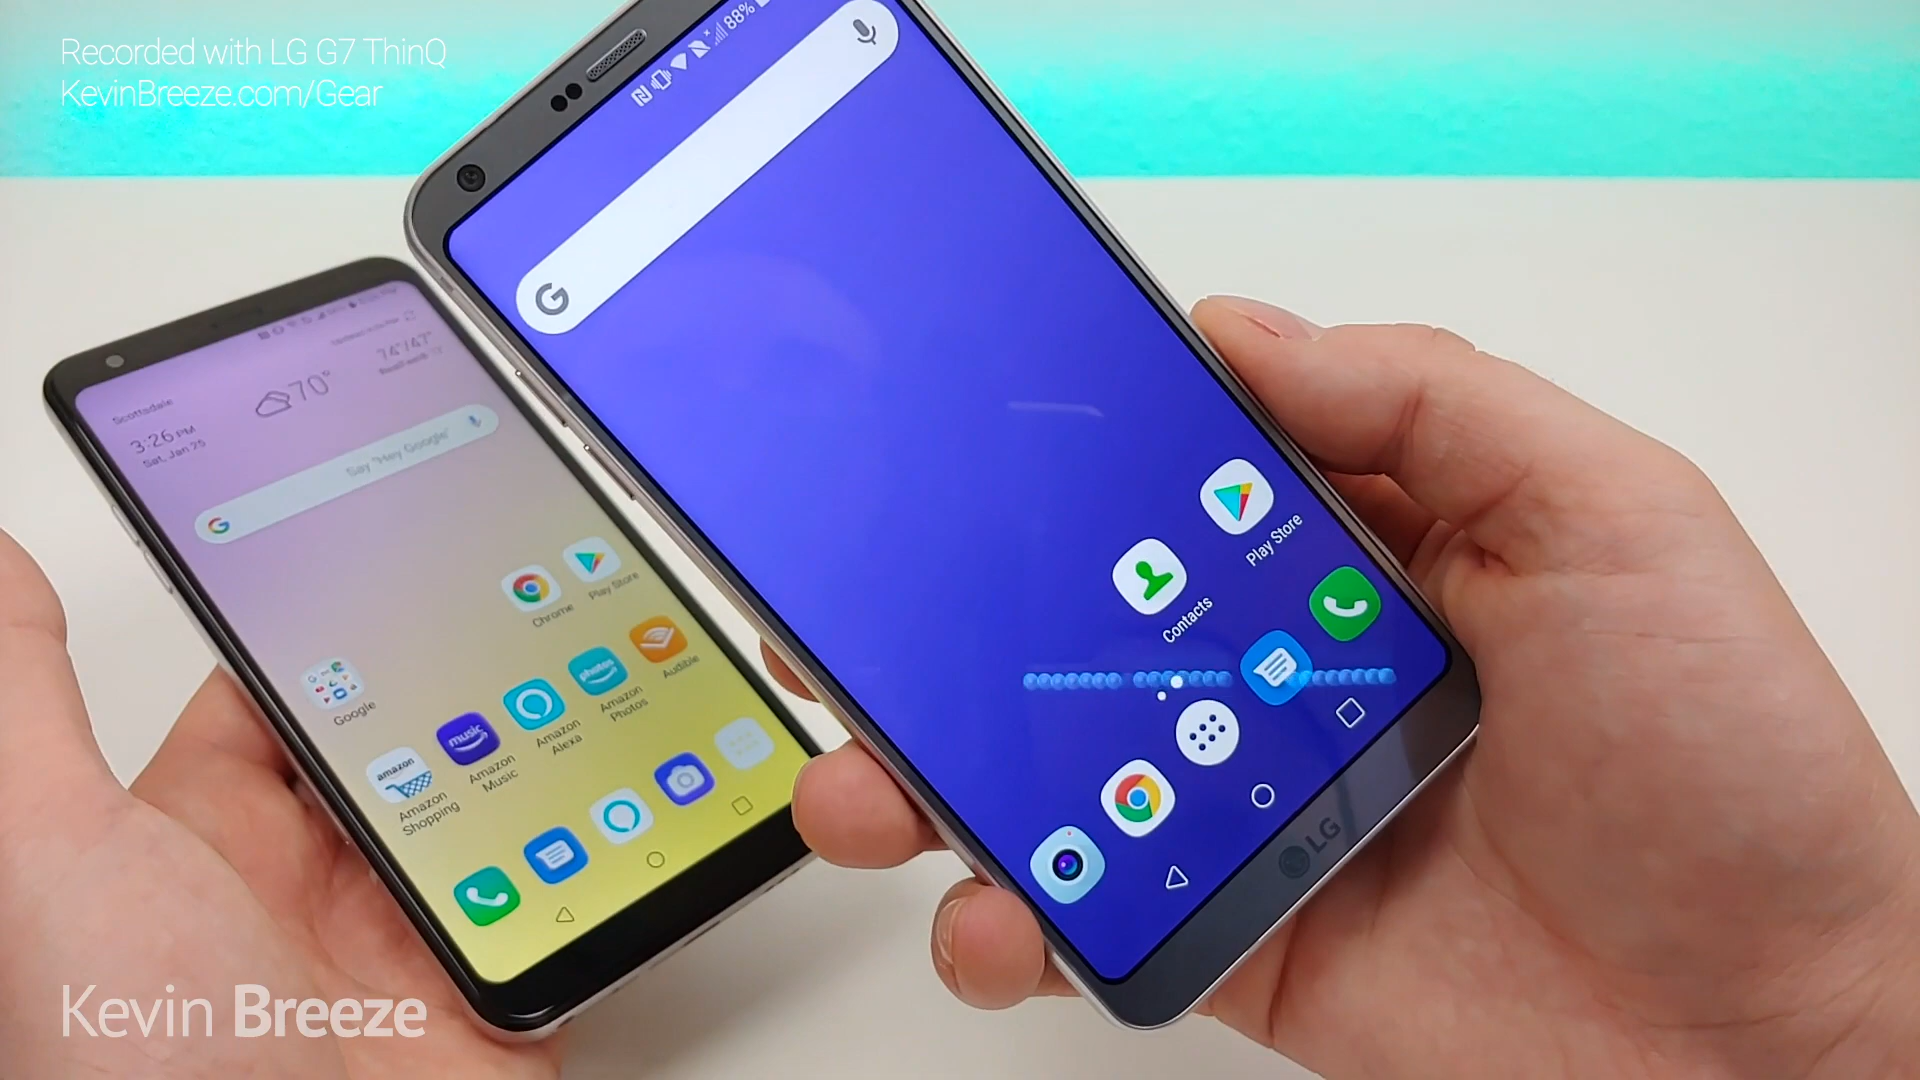 Recorded with LG G7 ThinQ
KevinBreeze.com/Gear
88%
G
Scottsdale
3:26 PM
Sat, Jan 25
70°
74°/47°
G
Say "Hey Google"
Chrome
Play Store
Google
amazon
Amazon
Shopping
music
Amazon
Music
Amazon
Alexa
photos
Amazon
Photos
Audible
Contacts
Play Store
LG
Kevin Breeze